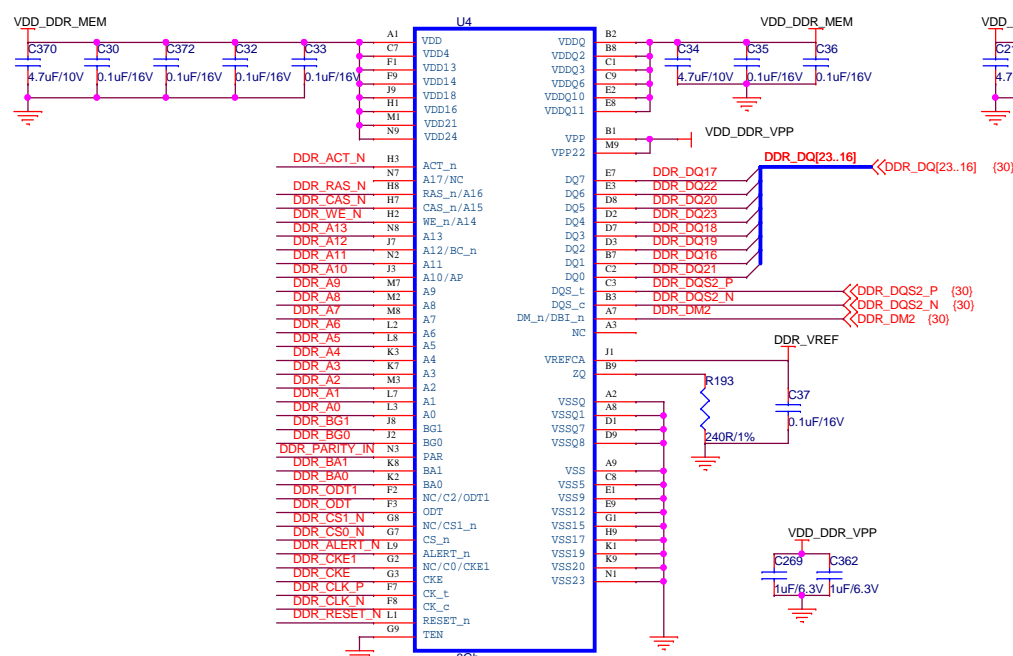 VDD_DDR_MEM
U4
VDD_DDR_MEM
VDD_
C370
C30
C372
C32
C33
4.7uF/10V
0.1uF/16V
0.1uF/16V
0.1uF/16V
0.1uF/16V
A1 VDD
C7 VDD4
F1 VDD13
F9 VDD14
J9 VDD18
H1 VDD16
M1 VDD21
N9 VDD24
DDR_ACT_N H3 ACT_n
N7 A17/NC
DDR_RAS_N H8 RAS_n/A16
DDR_CAS_N H7 CAS_n/A15
DDR_WE_N H2 WE_n/A14
DDR_A13 N8 A13
DDR_A12 J7 A12/BC_n
DDR_A11 N2 A11
DDR_A10 J3 A10/AP
DDR_A9 M7 A9
DDR_A8 M2 A8
DDR_A7 M8 A7
DDR_A6 L2 A6
DDR_A5 L8 A5
DDR_A4 K3 A4
DDR_A3 K7 A3
DDR_A2 M3 A2
DDR_A1 L7 A1
DDR_A0 L3 A0
DDR_BG1 J8 BG1
DDR_BG0 J2 BG0
DDR_PARITY_IN N3 PAR
DDR_BA1 K8 BA1
DDR_BA0 K2 BA0
DDR_ODT1 F2 NC/C2/ODT1
DDR_ODT F3 ODT
DDR_CS1_N G8 NC/CS1_n
DDR_CS0_N G7 CS_n
DDR_ALERT_N L9 ALERT_n
DDR_CKE1 G2 NC/C0/CKE1
DDR_CKE G3 CKE
DDR_CLK_P F7 CK_t
DDR_CLK_N F8 CK_c
DDR_RESET_N L1 RESET_n
G9 TEN
VDDQ B2
VDDQ2 B8
VDDQ3 C1
VDDQ6 C9
VDDQ10 E2
VDDQ11 E8
C34
C35
C36
4.7uF/10V
0.1uF/16V
0.1uF/16V
C21
4.7
VPP B1
VPP22 M9
VDD_DDR_VPP
DDR_DQ[23..16]
DDR_DQ[23..16] {30}
DQ7 E7 DDR_DQ17
DQ6 E3 DDR_DQ22
DQ5 D8 DDR_DQ20
DQ4 D2 DDR_DQ23
DQ3 D7 DDR_DQ18
DQ2 D3 DDR_DQ19
DQ1 B7 DDR_DQ16
DQ0 C2 DDR_DQ21
DQS_t C3 DDR_DQS2_P DDR_DQS2_P {30}
DQS_c B3 DDR_DQS2_N DDR_DQS2_N {30}
DM_n/DBI_n A7 DDR_DM2 DDR_DM2 {30}
NC A3
DDR_VREF
VREFCA J1
ZQ B9
R193
240R/1%
C37
0.1uF/16V
VSSQ A2
VSSQ1 A8
VSSQ7 D1
VSSQ8 D9
VSS A9
VSS5 C8
VSS9 E1
VSS12 E9
VSS15 G1
VSS17 H9
VSS19 K1
VSS20 K9
VSS23 N1
VDD_DDR_VPP
C269
C362
1uF/6.3V
1uF/6.3V